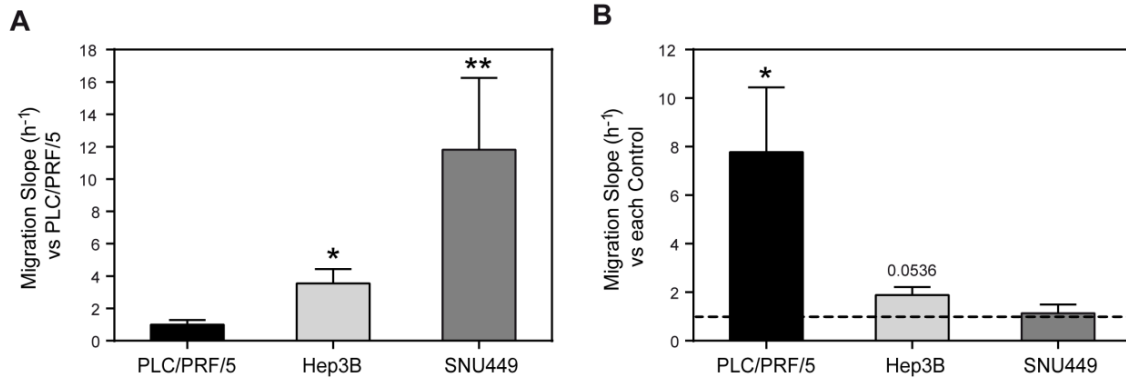 A
Migration Slope (h⁻¹)
vs PLC/PRF/5
18
16
14
12
10
8
6
4
2
0
*
**
PLC/PRF/5 Hep3B SNU449
B
Migration Slope (h⁻¹)
vs each Control
12
10
8
6
4
2
0
*
0.0536
PLC/PRF/5 Hep3B SNU449